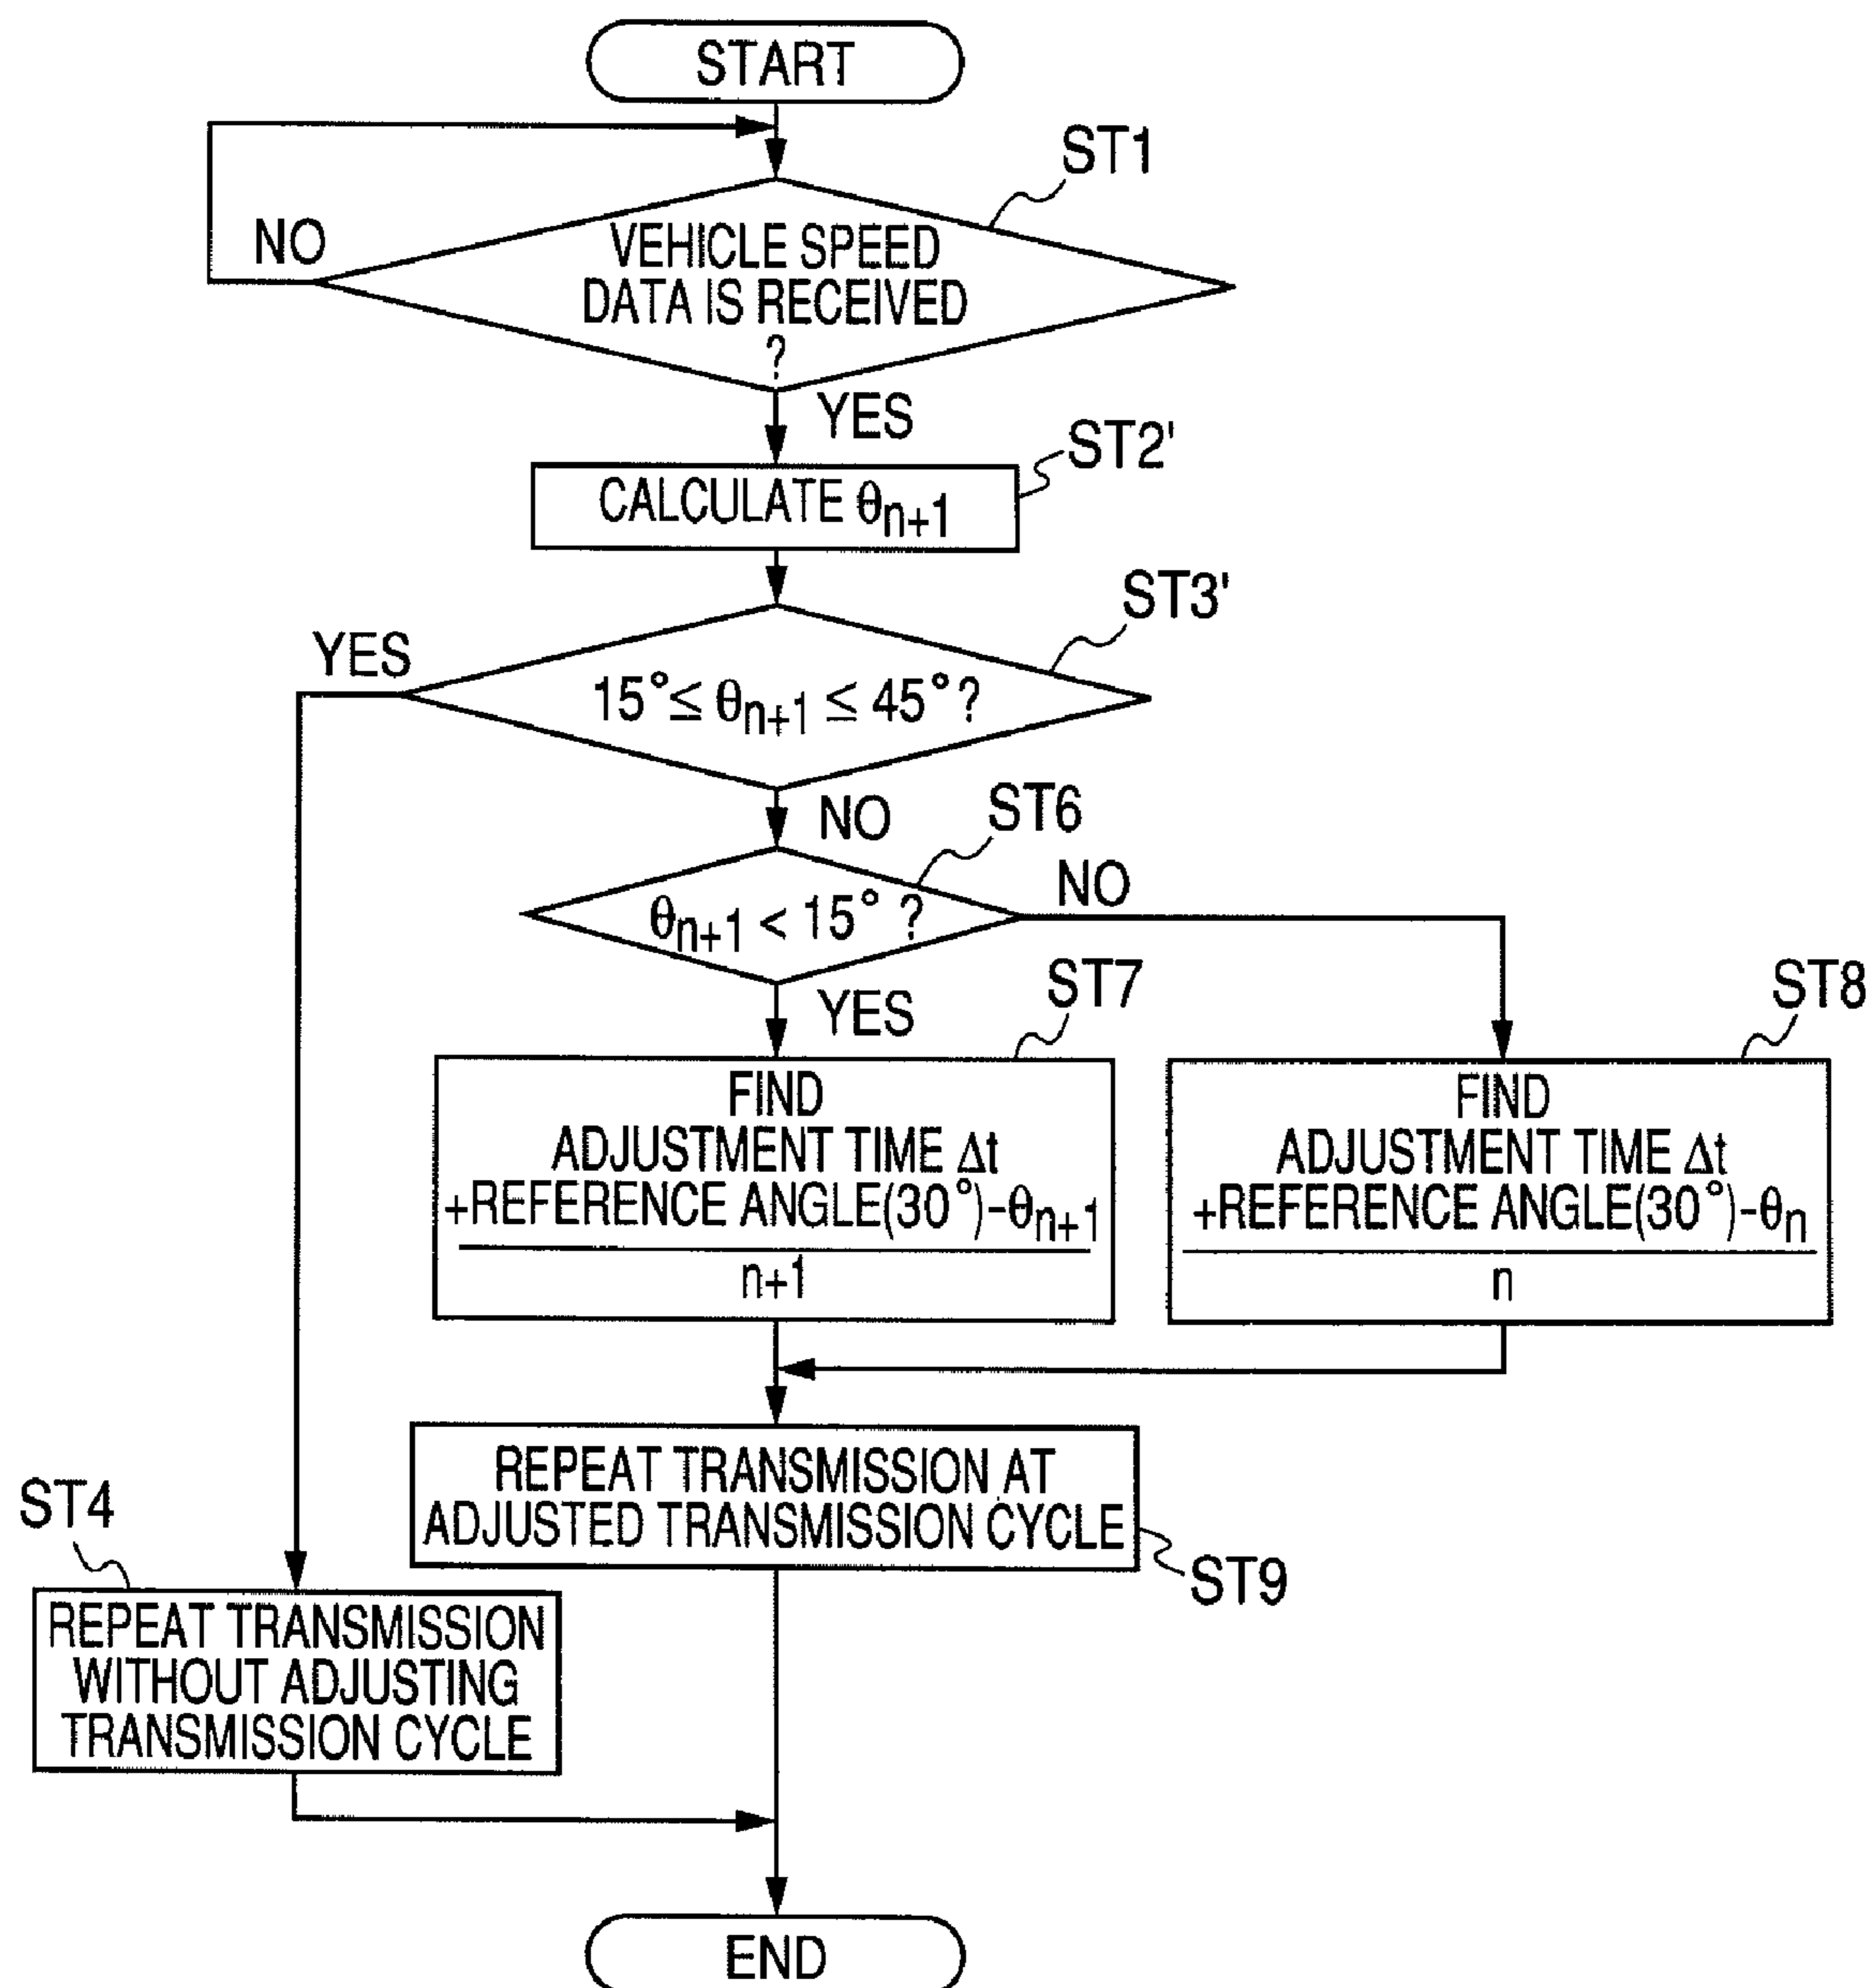 START
ST1
NO
VEHICLE SPEED
DATA IS RECEIVED
?
YES
ST2'
CALCULATE θn+1
ST3'
YES
15°≤ θn+1 ≤ 45°?
NO
ST6
θn+1 < 15° ?
NO
YES
ST7
ST8
FIND
ADJUSTMENT TIME Δt
+REFERENCE ANGLE(30°)-θn+1
n+1
FIND
ADJUSTMENT TIME Δt
+REFERENCE ANGLE(30°)-θn
n
REPEAT TRANSMISSION AT
ADJUSTED TRANSMISSION CYCLE
ST9
ST4
REPEAT TRANSMISSION
WITHOUT ADJUSTING
TRANSMISSION CYCLE
END